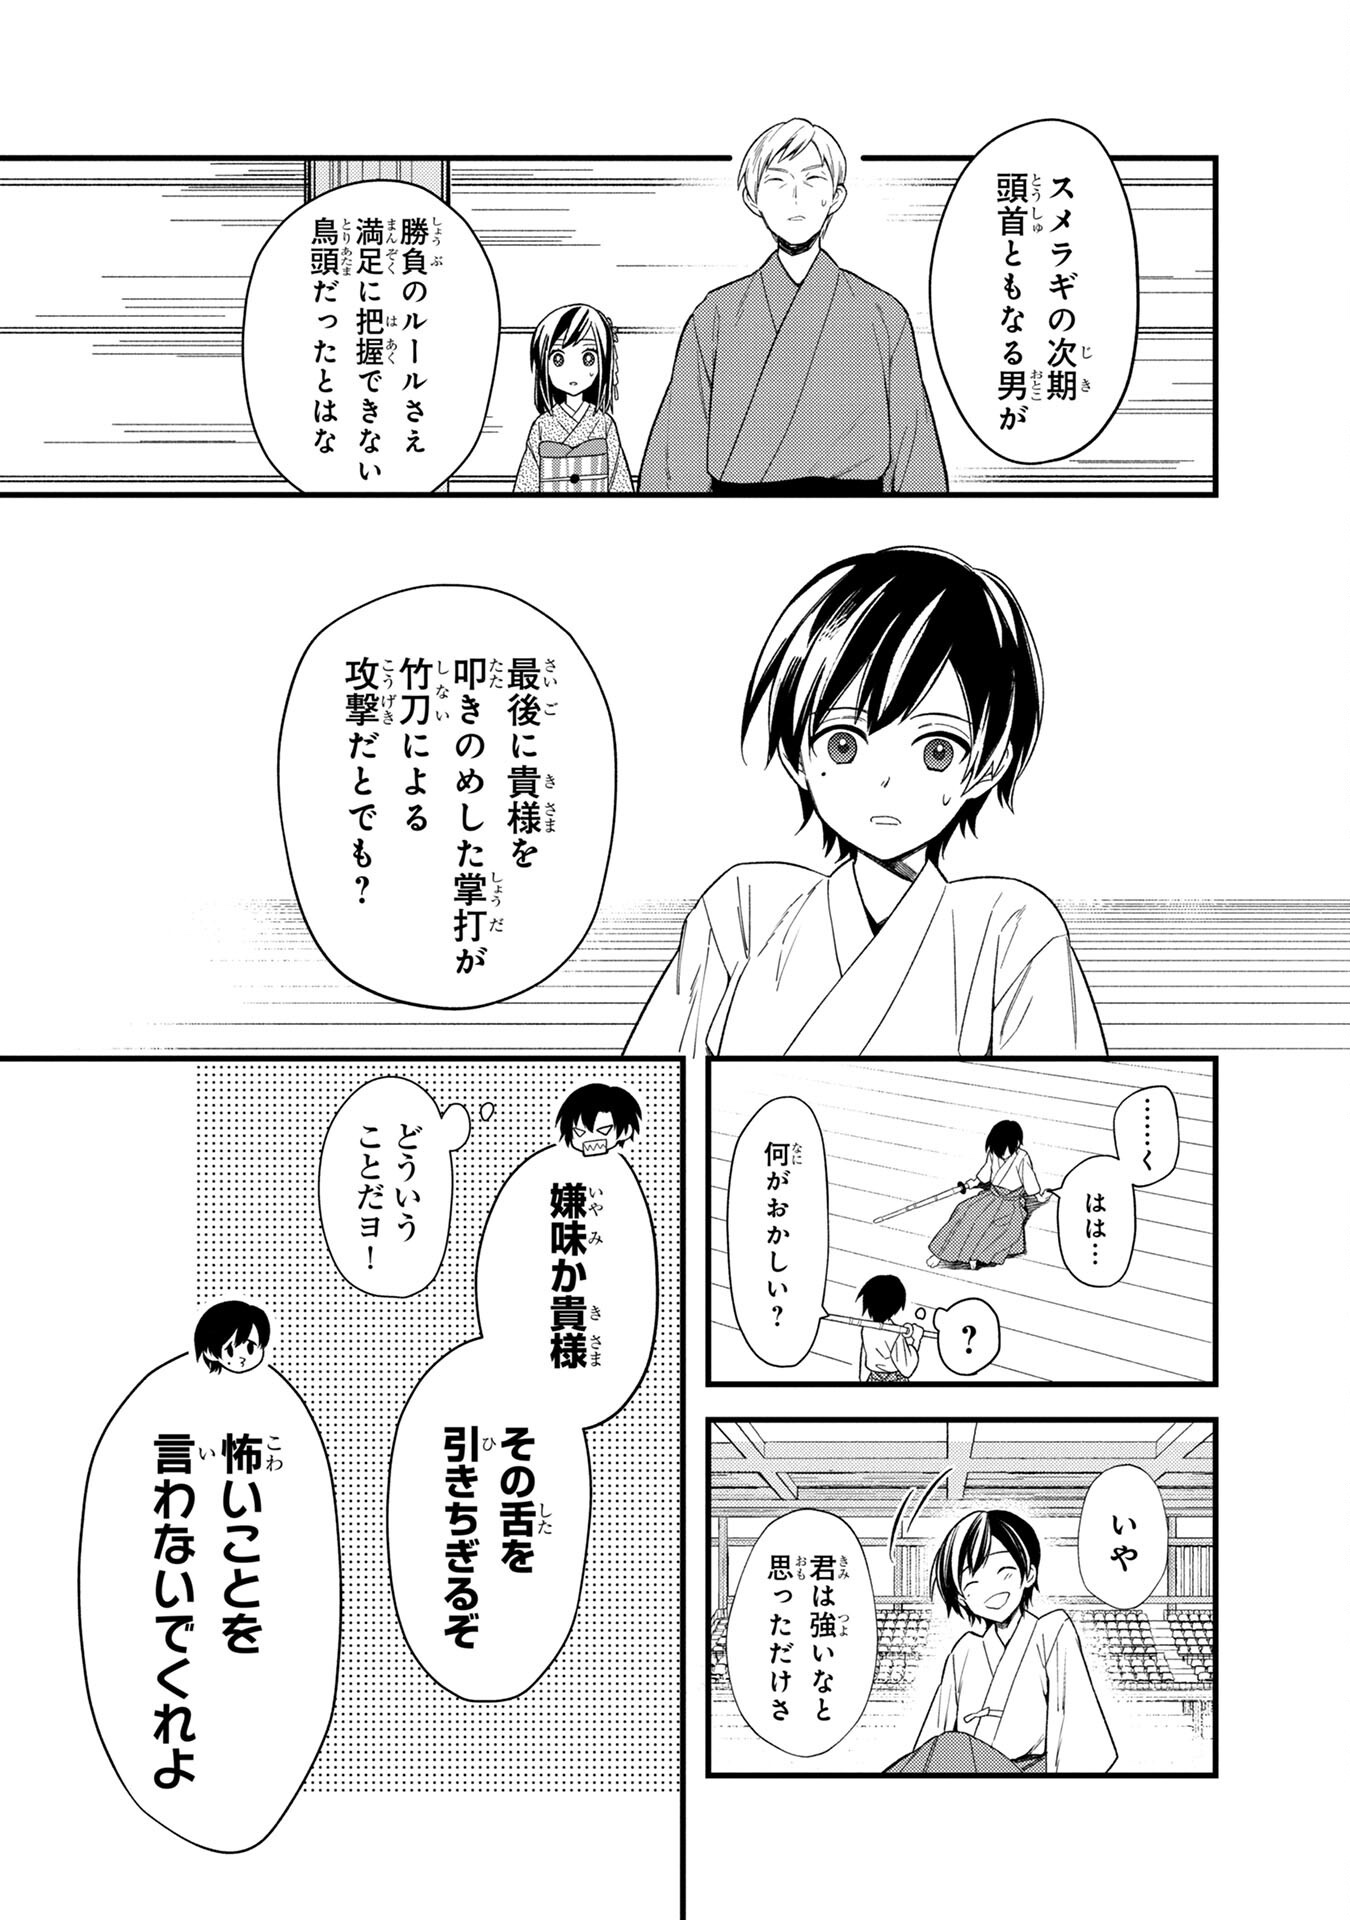 スメラギの次期
頭首ともなる男が
勝負のルールさえ
満足に把握できない
鳥頭だったとはな
最後に貴様を
叩きのめした掌打が
竹刀による
攻撃だとでも？
………く
はは…
？
何がおかしい？
いや
君は強いなと
思っただけさ
嫌味か貴様
その舌を
引きちぎるぞ
どういう
ことだヨ！
怖いことを
言わないでくれよ